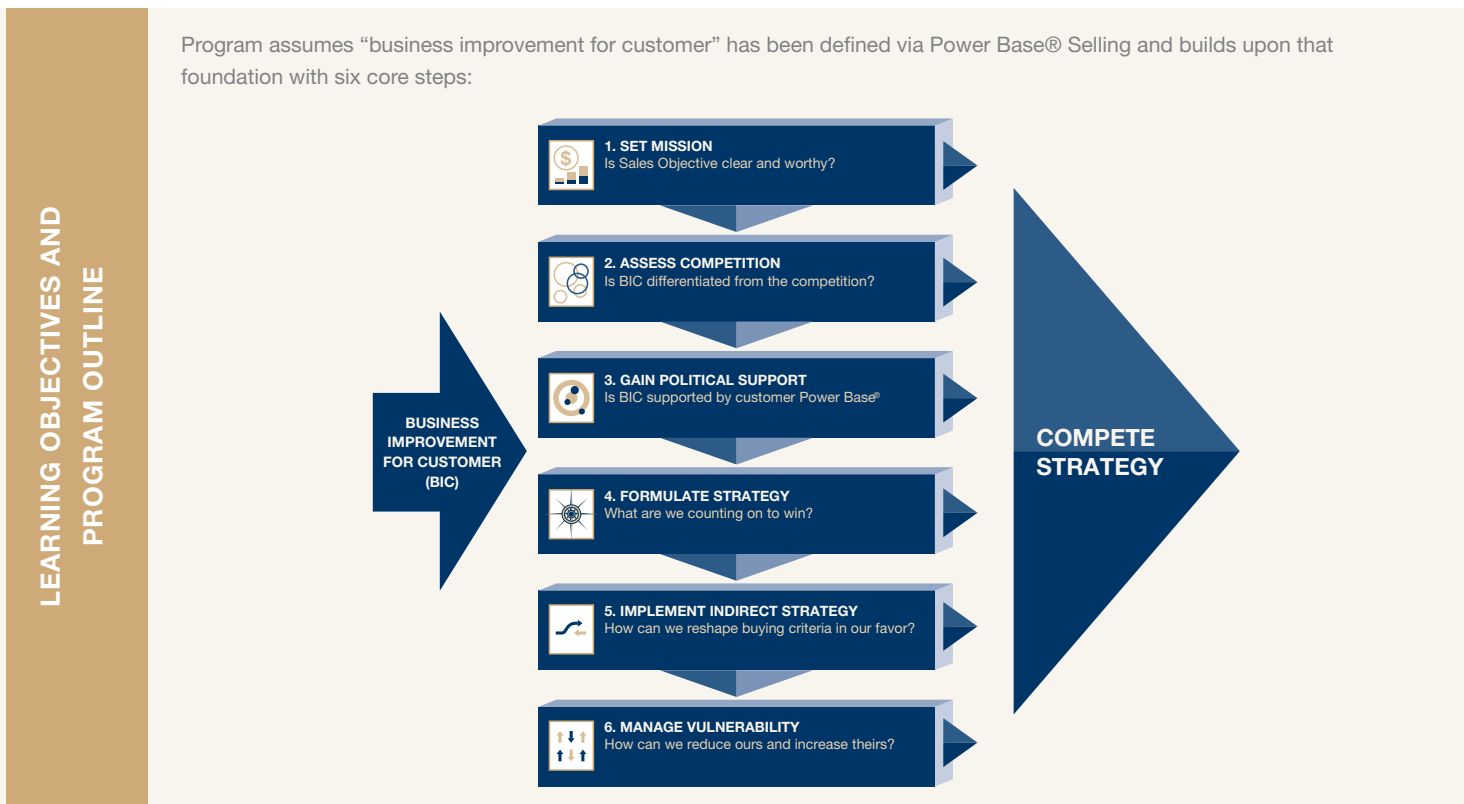 LEARNING OBJECTIVES AND
PROGRAM OUTLINE
Program assumes “business improvement for customer” has been defined via Power Base® Selling and builds upon that
foundation with six core steps:
BUSINESS
IMPROVEMENT
FOR CUSTOMER
(BIC)
$
1. SET MISSION
Is Sales Objective clear and worthy?
2. ASSESS COMPETITION
Is BIC differentiated from the competition?
3. GAIN POLITICAL SUPPORT
Is BIC supported by customer Power Base®
4. FORMULATE STRATEGY
What are we counting on to win?
5. IMPLEMENT INDIRECT STRATEGY
How can we reshape buying criteria in our favor?
6. MANAGE VULNERABILITY
How can we reduce ours and increase theirs?
COMPETE
STRATEGY